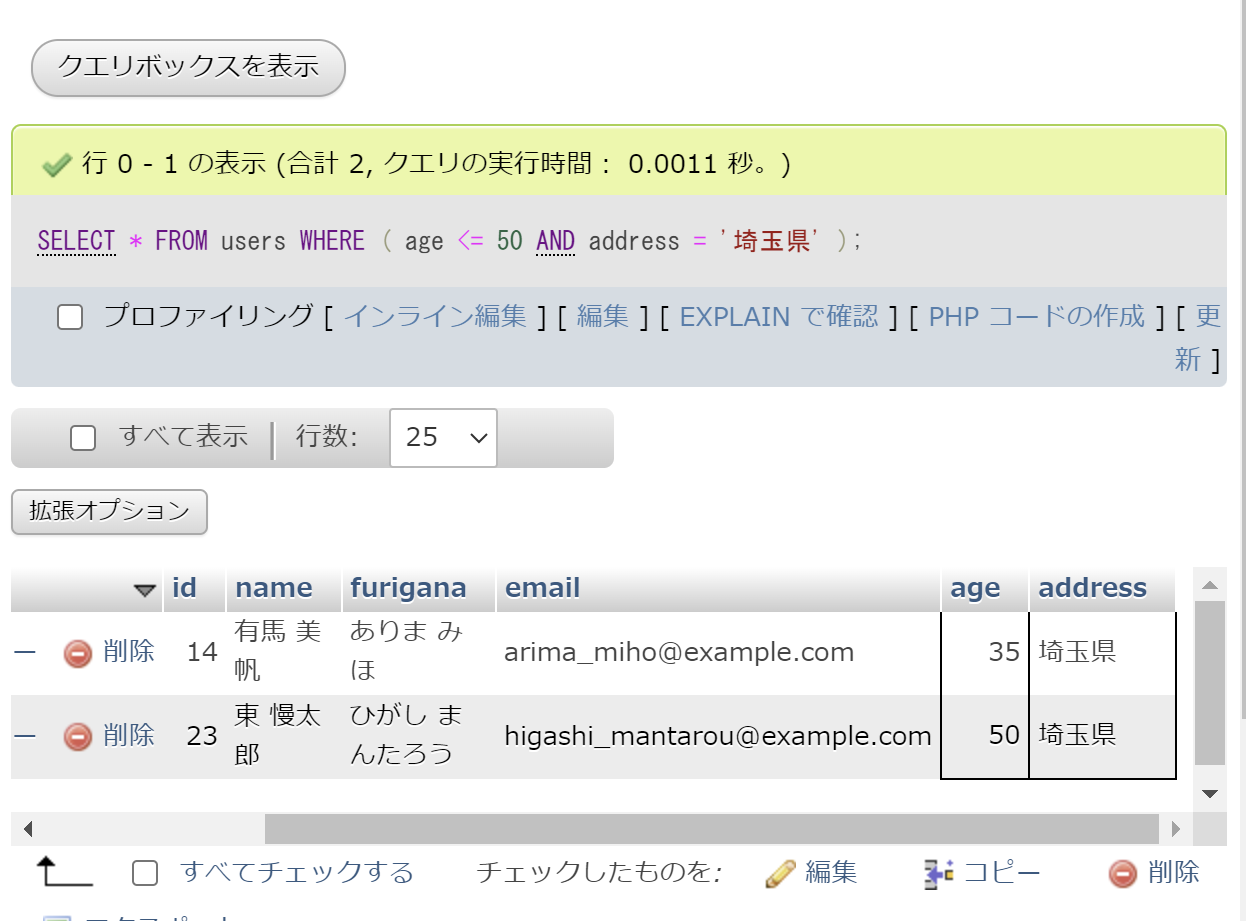 クエリボックスを表示
行 0 - 1 の表示 (合計 2, クエリの実行時間： 0.0011 秒。)
SELECT * FROM users WHERE ( age <= 50 AND address = '埼玉県' );
プロファイリング [ インライン編集 ] [ 編集 ] [ EXPLAIN で確認 ] [ PHP コードの作成 ] [ 更
新 ]
すべて表示 行数: 25
拡張オプション
id name furigana email age address
削除 14 有馬 美帆 ありま みほ arima_miho@example.com 35 埼玉県
削除 23 東 慢太郎 ひがし まんたろう higashi_mantarou@example.com 50 埼玉県
すべてチェックする チェックしたものを: 編集 コピー 削除